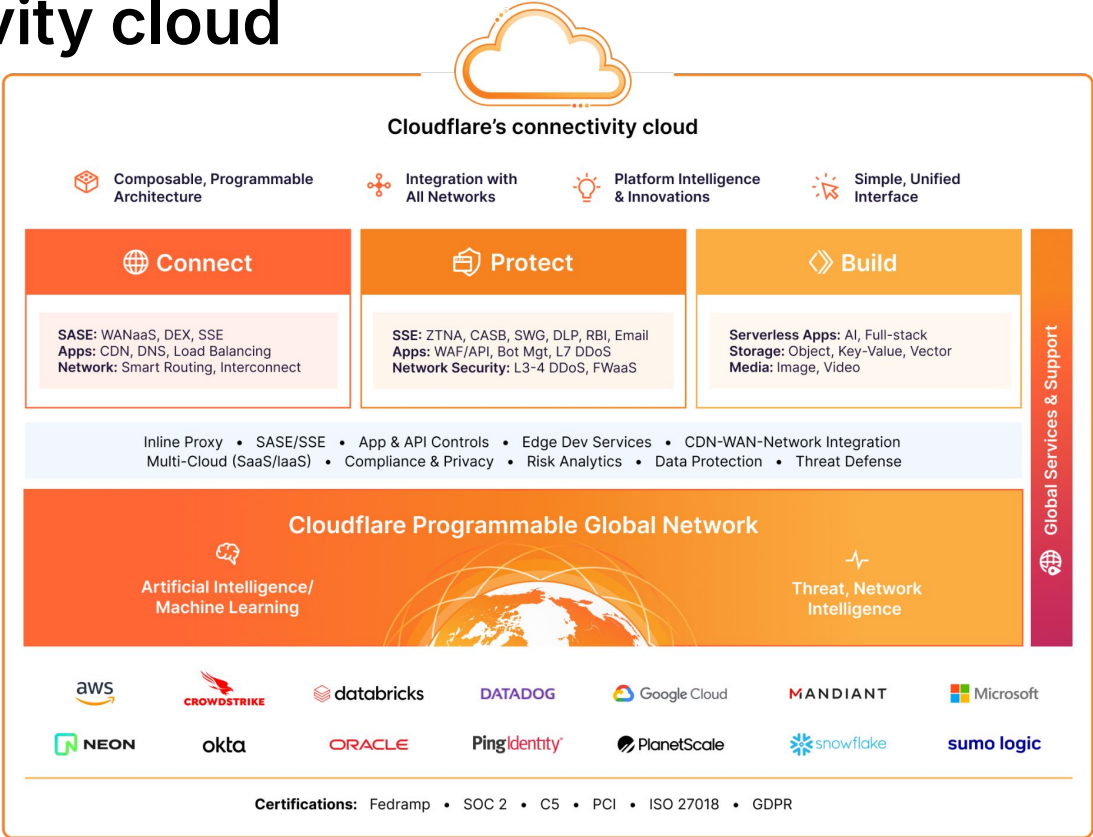 vity cloud
Cloudflare’s connectivity cloud
Composable, Programmable
Architecture
Integration with
All Networks
Platform Intelligence
& Innovations
Simple, Unified
Interface
Connect
SASE: WANaaS, DEX, SSE
Apps: CDN, DNS, Load Balancing
Network: Smart Routing, Interconnect
Protect
SSE: ZTNA, CASB, SWG, DLP, RBI, Email
Apps: WAF/API, Bot Mgt, L7 DDoS
Network Security: L3-4 DDoS, FWaaS
Build
Serverless Apps: AI, Full-stack
Storage: Object, Key-Value, Vector
Media: Image, Video
Global Services & Support
Inline Proxy • SASE/SSE • App & API Controls • Edge Dev Services • CDN-WAN-Network Integration
Multi-Cloud (SaaS/IaaS) • Compliance & Privacy • Risk Analytics • Data Protection • Threat Defense
Cloudflare Programmable Global Network
Artificial Intelligence/
Machine Learning
Threat, Network
Intelligence
aws
CROWDSTRIKE
databricks
DATADOG
Google Cloud
MANDIANT
Microsoft
NEON
okta
ORACLE
PingIdentity
PlanetScale
snowflake
sumo logic
Certifications: Fedramp • SOC 2 • C5 • PCI • ISO 27018 • GDPR